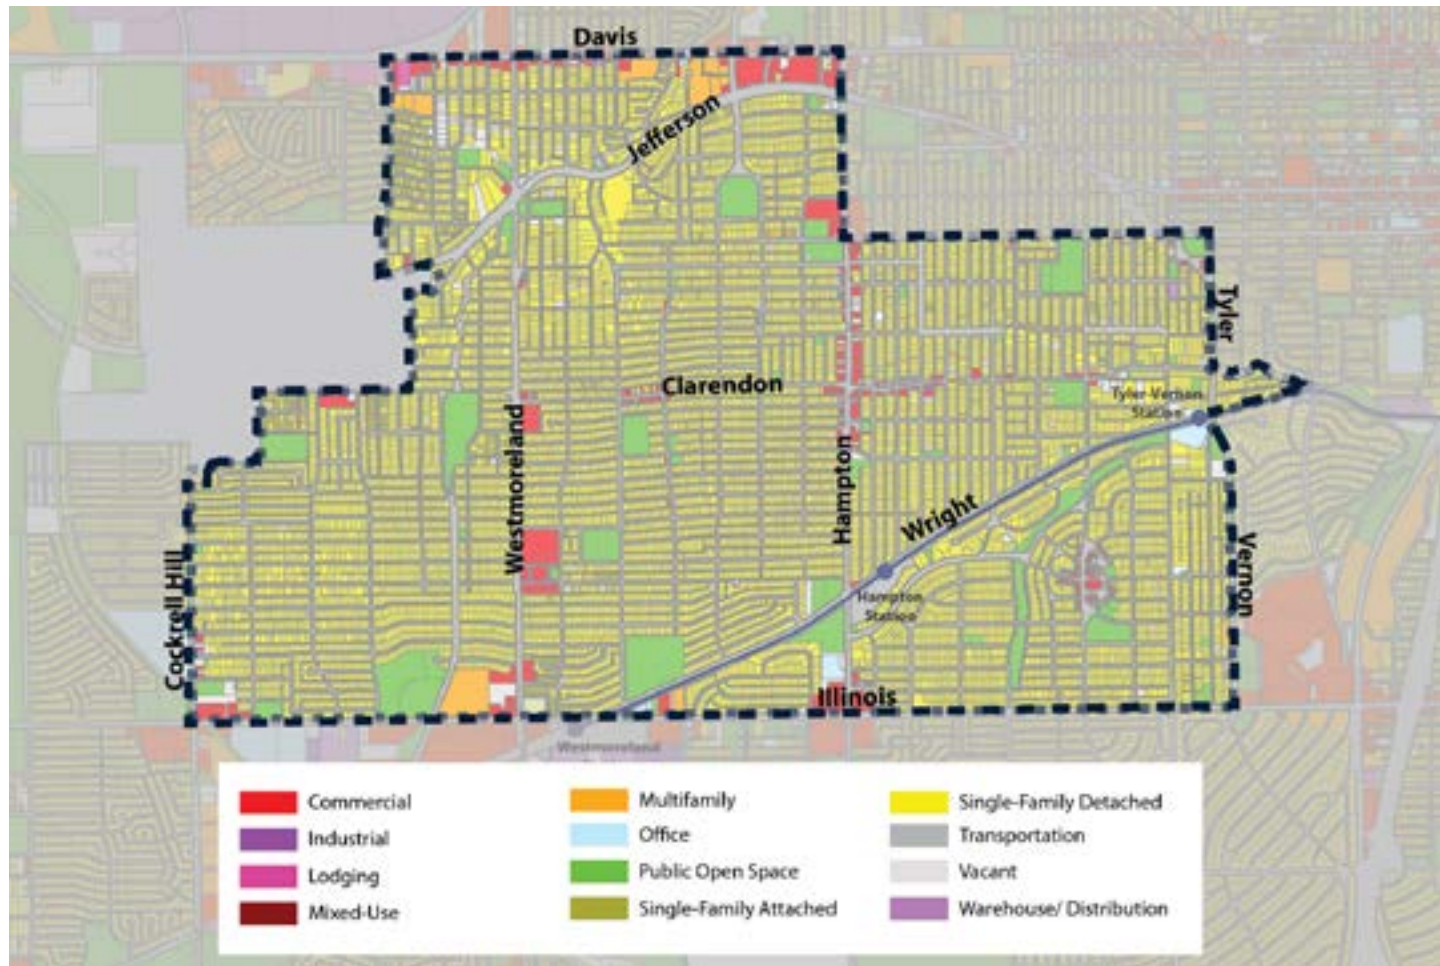 Davis
Jefferson
Tyler
Clarendon
Tyler-Vernon
Station
Westmoreland
Hampton
Wright
Cockrell Hill
Vernon
Hampton
Station
Illinois
Westmoreland
Commercial
Industrial
Lodging
Mixed-Use
Multifamily
Office
Public Open Space
Single-Family Attached
Single-Family Detached
Transportation
Vacant
Warehouse/ Distribution